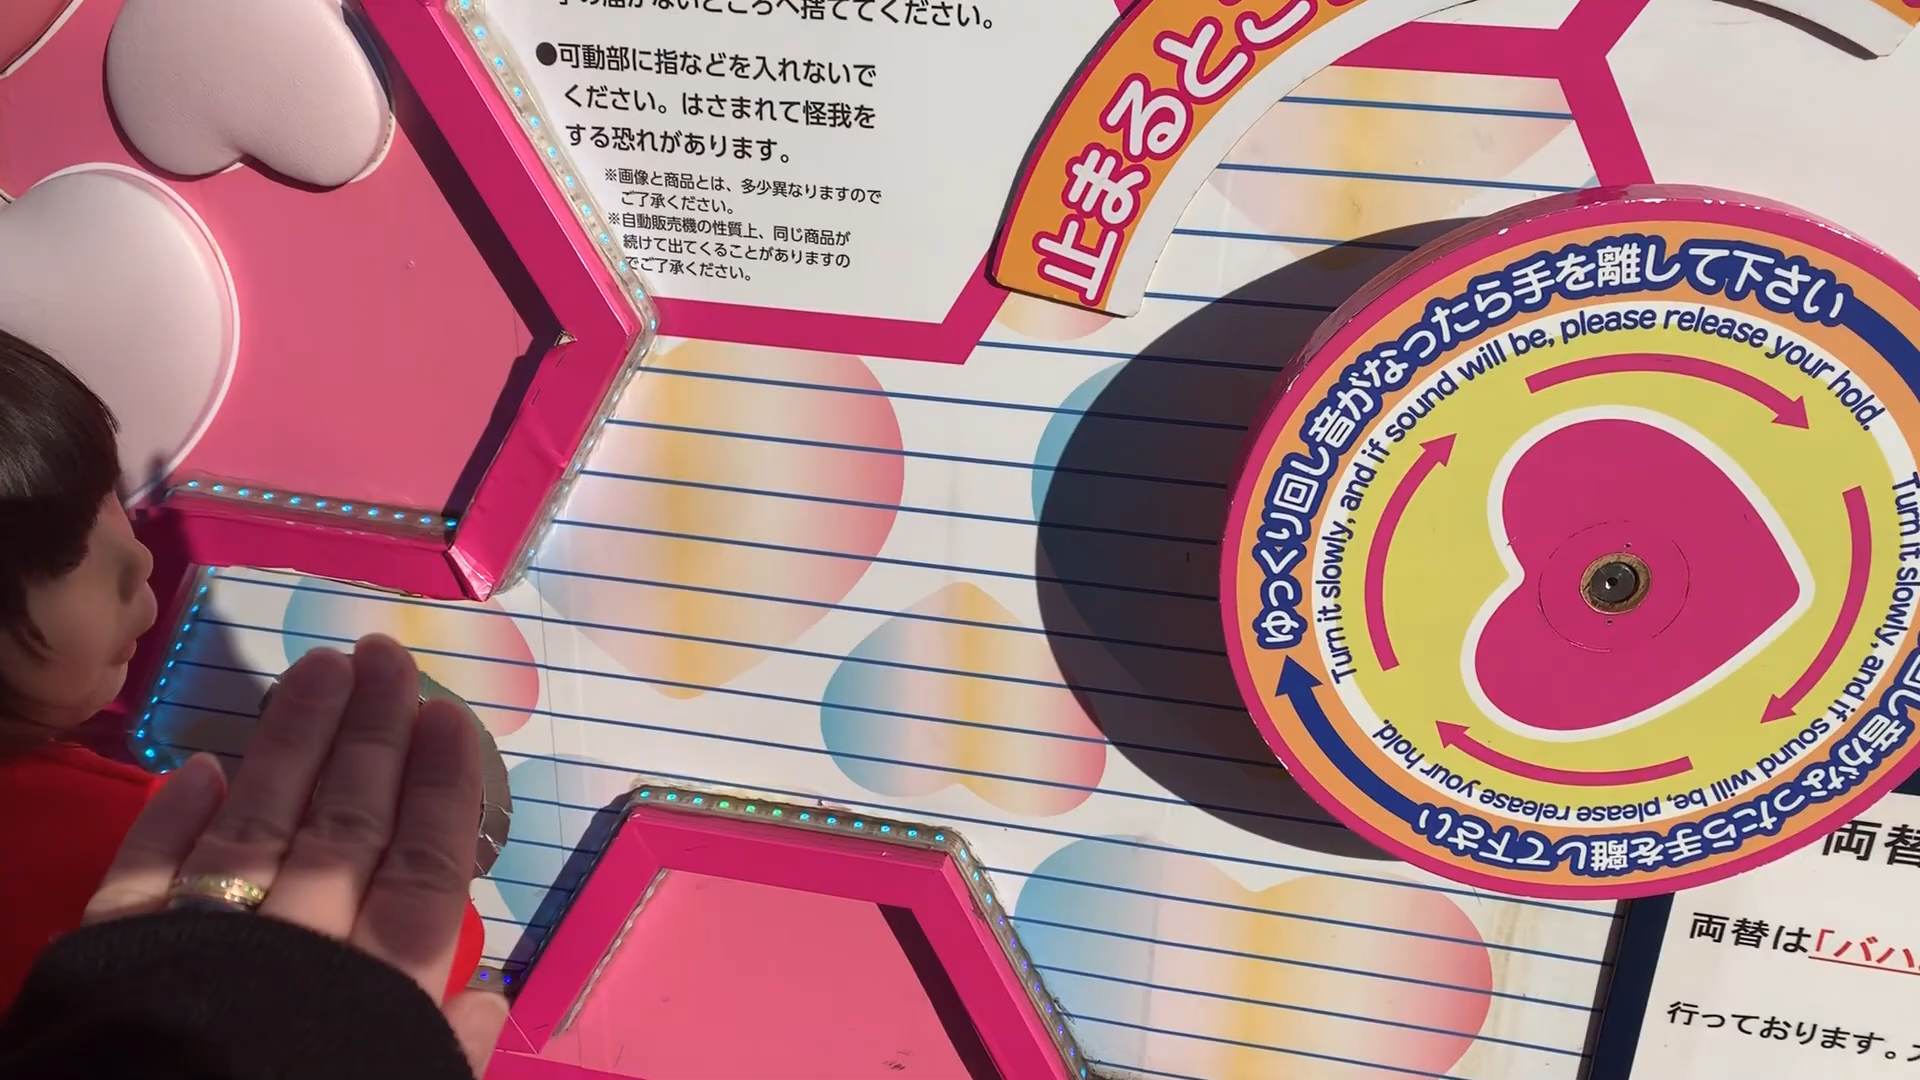 手の届かないところへ捨ててください。
●可動部に指などを入れないで
ください。はさまれて怪我を
する恐れがあります。
※画像と商品とは、多少異なりますので
ご了承ください。
※自動販売機の性質上、同じ商品が
続けて出てくることがありますの
でご了承ください。
止まるところ
ゆっくり回し音がなったら手を離して下さい
Turn it slowly, and if sound will be, please release your hold.
Turn it slowly, and if sound will be, please release your hold.
回し音がなったら手を離して下さい
両替
両替は「バハ
行っております。